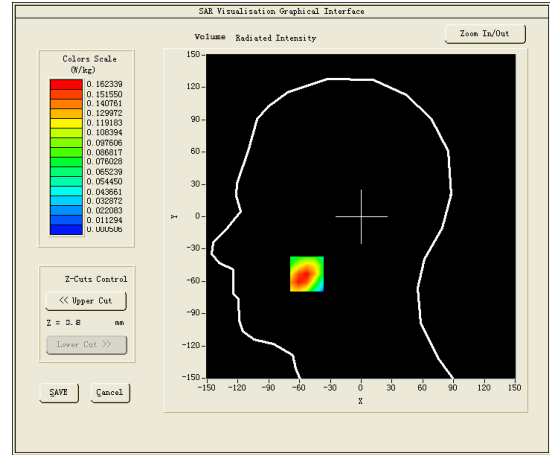 SAR Visualisation Graphical Interface
Volume Radiated Intensity
Zoom In/Out
Colors Scale
(W/kg)
0.162339
0.151550
0.140761
0.129972
0.119183
0.108394
0.097606
0.086817
0.076028
0.065239
0.054450
0.043661
0.032872
0.022083
0.011294
0.000506
Z-Cuts Control
<< Upper Cut
Z = 0.8 mm
Lower Cut >>
SAVE Cancel
150
120
90
60
30
0
-30
-60
-90
-120
-150
Y
-150 -120 -90 -60 -30 0 30 60 90 120 150
X